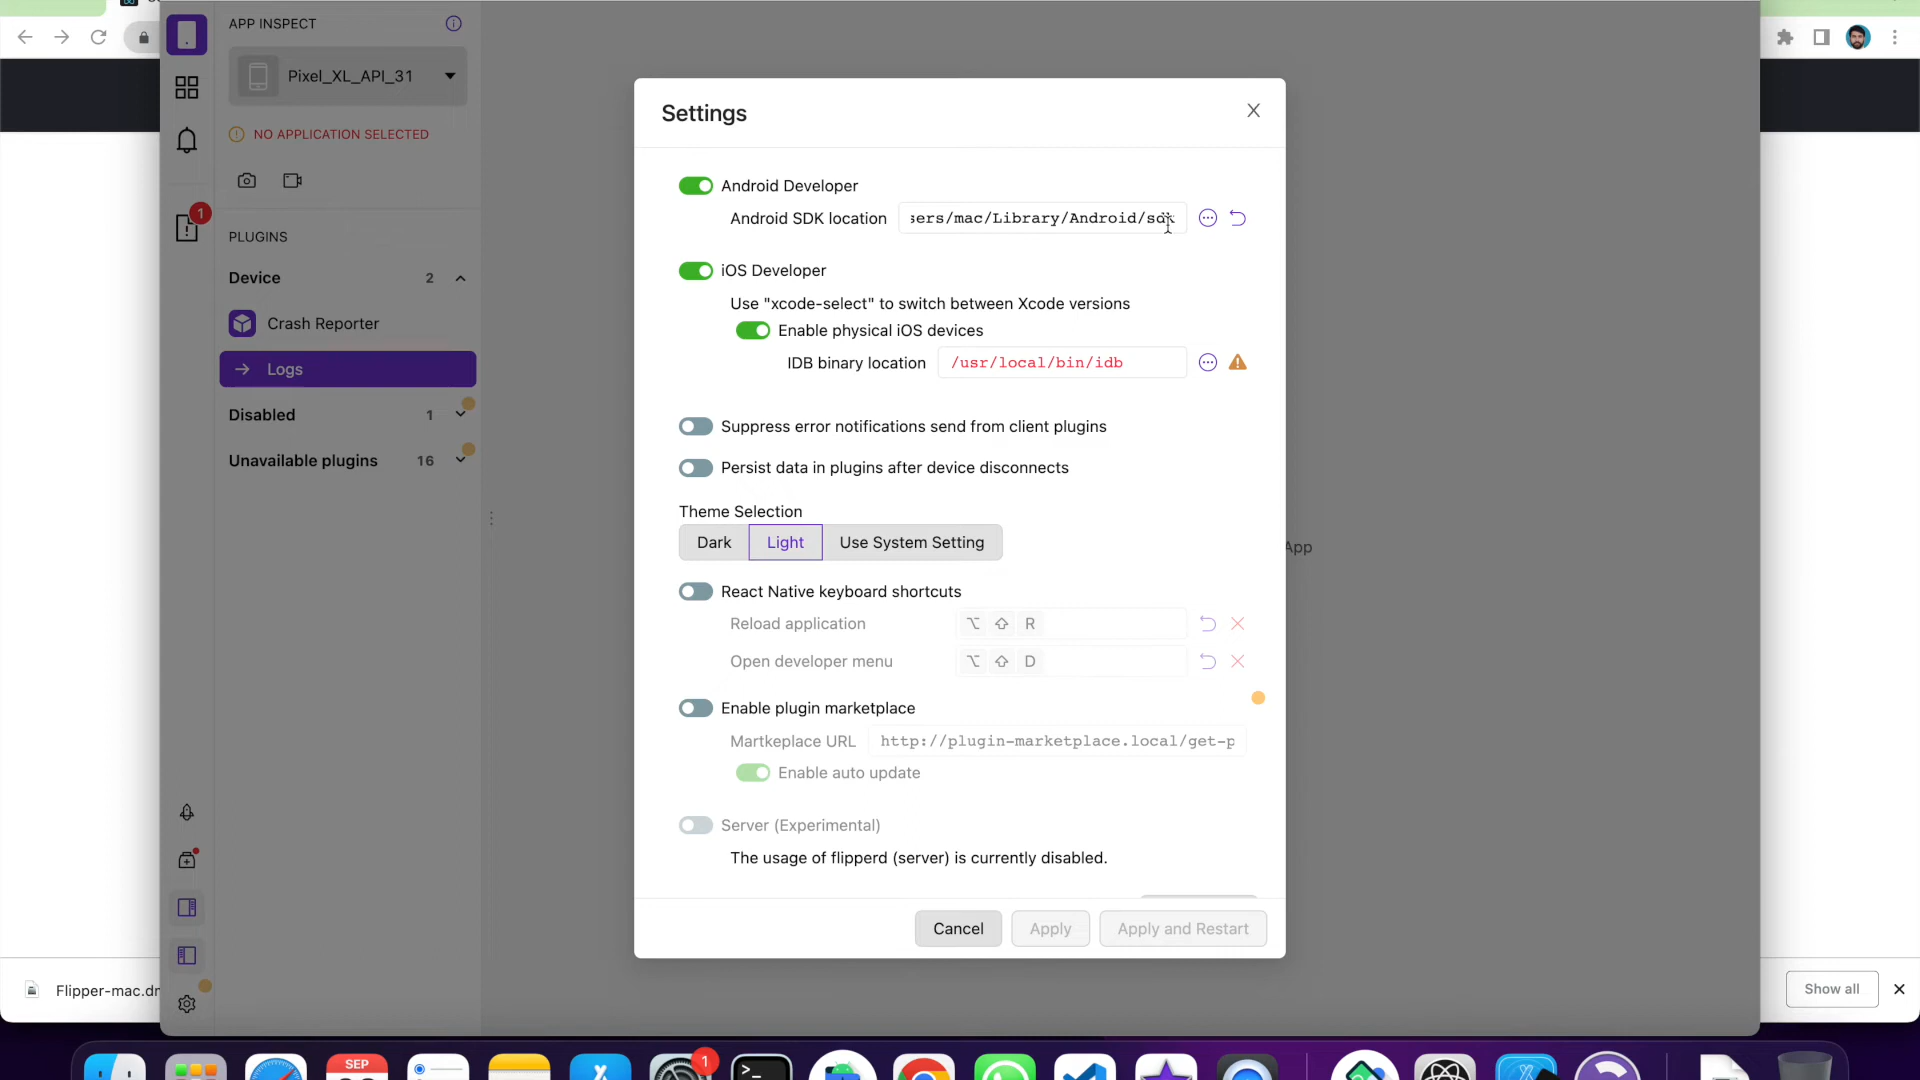 APP INSPECT
Pixel_XL_API_31
NO APPLICATION SELECTED
1
PLUGINS
Device 2
Crash Reporter
Logs
Disabled 1
Unavailable plugins 16
Settings
Android Developer
Android SDK location sers/mac/Library/Android/sdk
iOS Developer
Use "xcode-select" to switch between Xcode versions
Enable physical iOS devices
IDB binary location /usr/local/bin/idb
Suppress error notifications send from client plugins
Persist data in plugins after device disconnects
Theme Selection
Dark Light Use System Setting
App
React Native keyboard shortcuts
Reload application ⌥ ⇧ R
Open developer menu ⌥ ⇧ D
Enable plugin marketplace
Martkeplace URL http://plugin-marketplace.local/get-p
Enable auto update
Server (Experimental)
The usage of flipperd (server) is currently disabled.
Cancel Apply Apply and Restart
Flipper-mac.dm
Show all
SEP
1